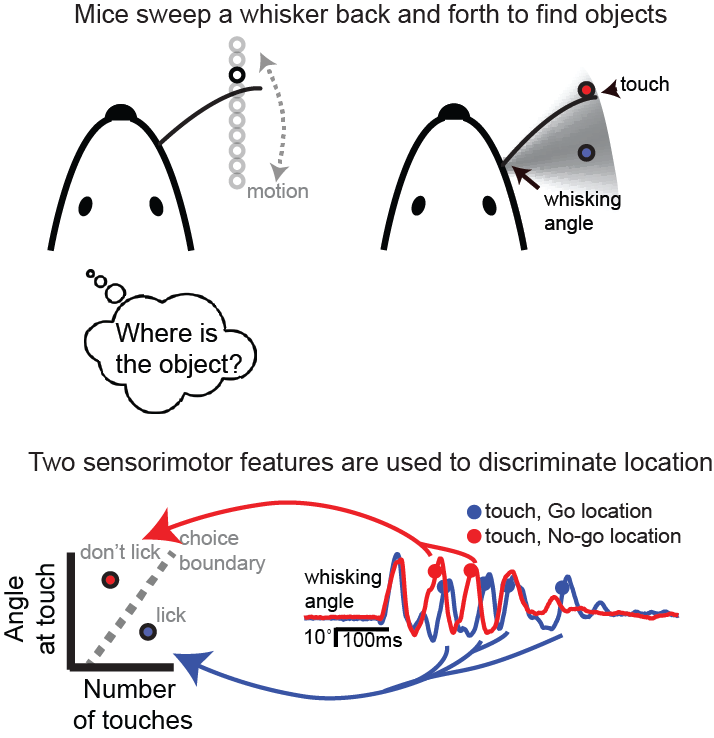 Mice sweep a whisker back and forth to find objects
motion
touch
whisking
angle
Where is
the object?
Two sensorimotor features are used to discriminate location
touch, Go location
touch, No-go location
don't lick
choice
boundary
lick
Angle
at touch
Number
of touches
whisking
angle
10° 100ms